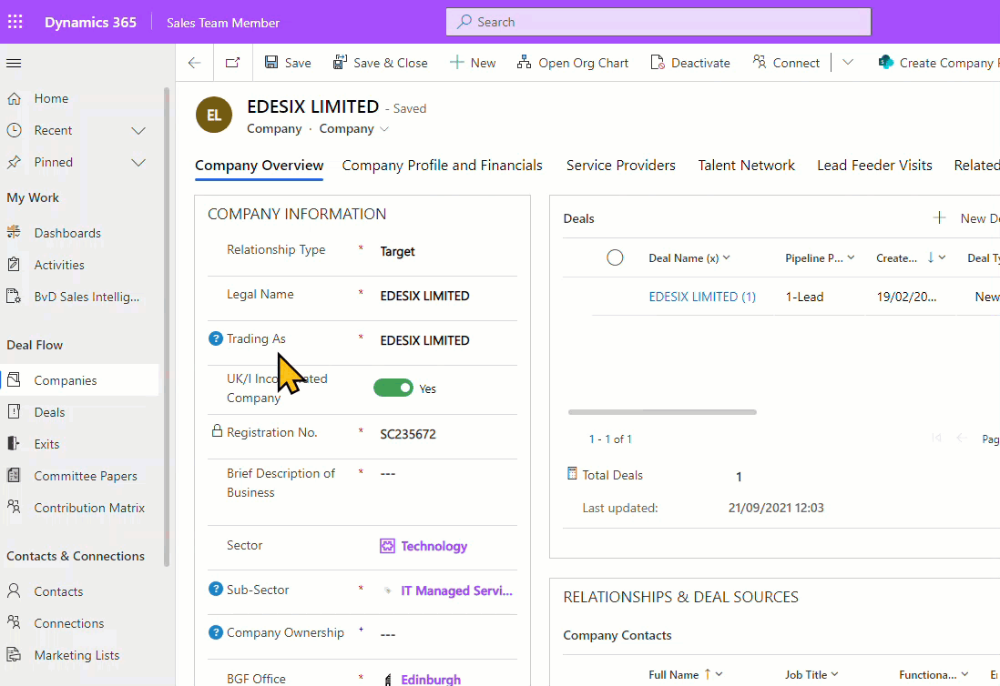 Dynamics 365
Sales Team Member
Search
Save
Save & Close
New
Open Org Chart
Deactivate
Connect
Create Company
Home
Recent
Pinned
My Work
Dashboards
Activities
BvD Sales Intellig...
Deal Flow
Companies
Deals
Exits
Committee Papers
Contribution Matrix
Contacts & Connections
Contacts
Connections
Marketing Lists
EL
EDESIX LIMITED - Saved
Company · Company
Company Overview
Company Profile and Financials
Service Providers
Talent Network
Lead Feeder Visits
Related
COMPANY INFORMATION
Relationship Type * Target
Legal Name * EDESIX LIMITED
? Trading As * EDESIX LIMITED
UK/I
Company
Yes
Registration No. * SC235672
Brief Description of * ---
Business
Sector Technology
? Sub-Sector * IT Managed Servi...
? Company Ownership + ---
BGF Office * Edinburgh
Deals
New
Deal Name (x) Pipeline P... Create... Deal
EDESIX LIMITED (1) 1-Lead 19/02/20... New
1 - 1 of 1
Total Deals 1
Last updated: 21/09/2021 12:03
RELATIONSHIPS & DEAL SOURCES
Company Contacts
Full Name ↑ Job Title Functiona...